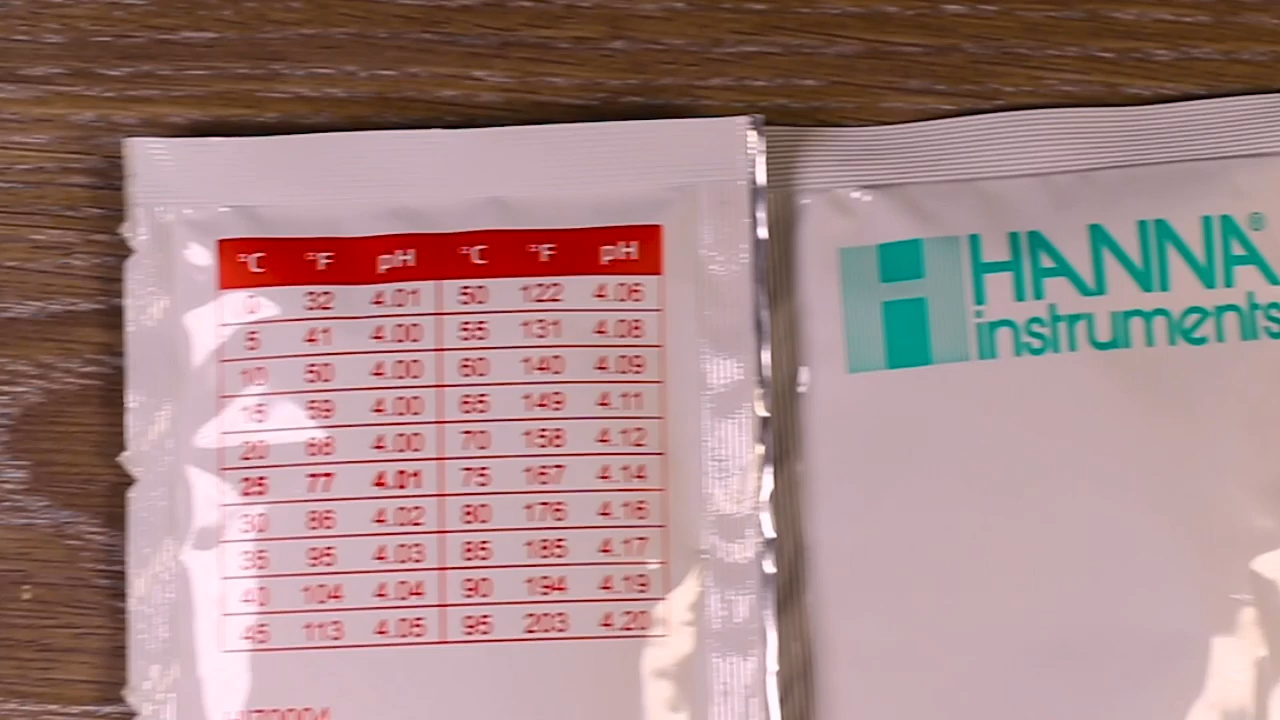 °C °F pH °C °F pH
0 32 4.01 50 122 4.06
5 41 4.00 55 131 4.08
10 50 4.00 60 140 4.09
15 59 4.00 65 149 4.11
20 68 4.00 70 158 4.12
25 77 4.01 75 167 4.14
30 86 4.02 80 176 4.16
35 95 4.03 85 185 4.17
40 104 4.04 90 194 4.19
45 113 4.05 95 203 4.20
HI70004
HANNA®
instruments